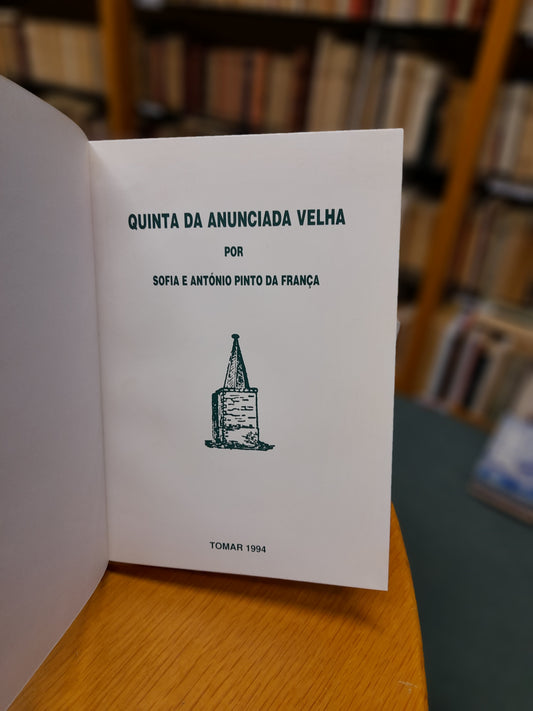 QUINTA DA ANUNCIADA VELHA
POR
SOFIA E ANTÓNIO PINTO DA FRANÇA
TOMAR 1994